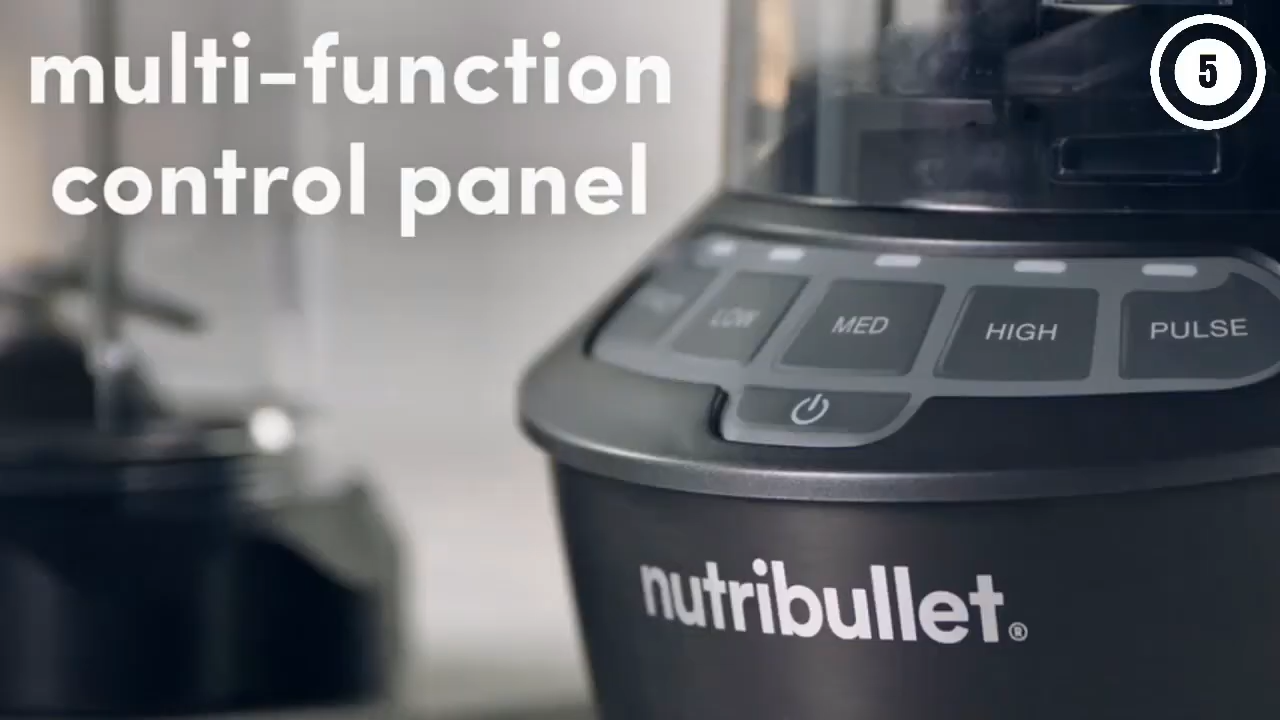 multi-function
control panel
5
LOW
MED
HIGH
PULSE
nutribullet®